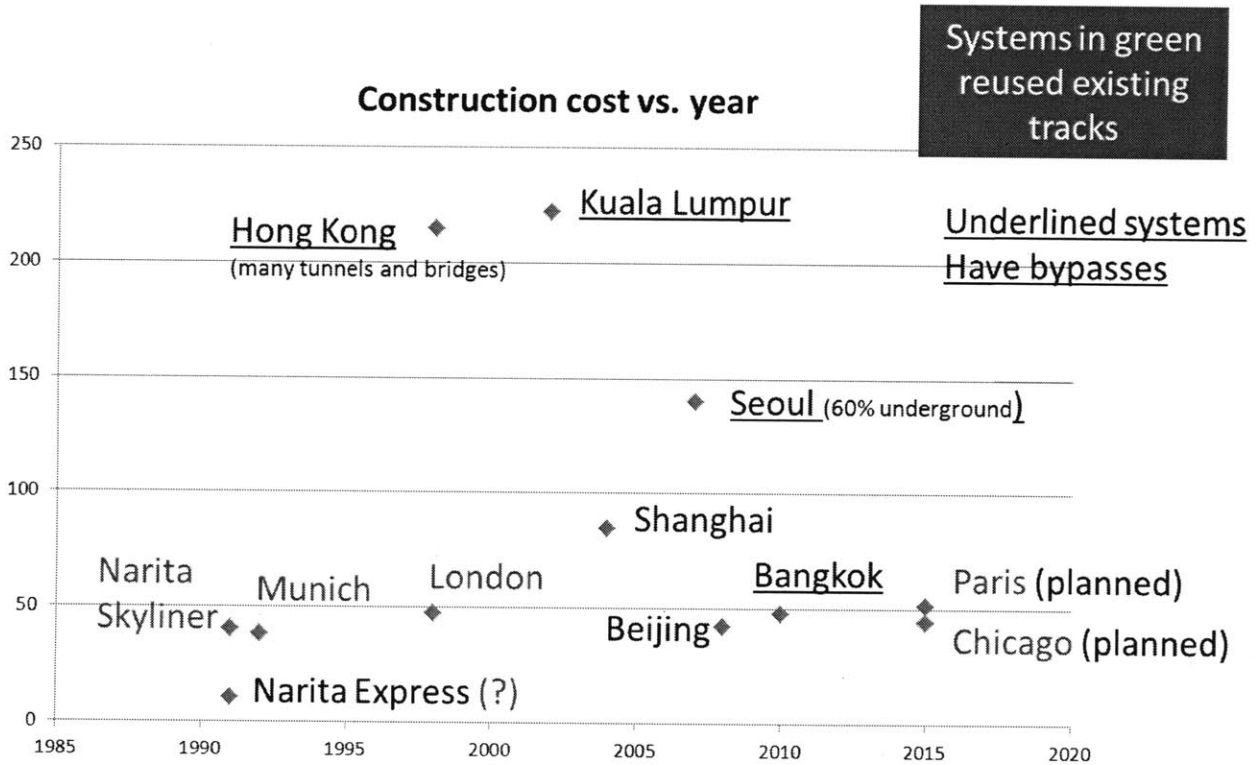 Systems in green
reused existing
tracks
Construction cost vs. year
250
200
150
100
50
0
Hong Kong
(many tunnels and bridges)
Kuala Lumpur
Underlined systems
Have bypasses
Seoul (60% underground)
Shanghai
Narita
Skyliner
Munich
London
Bangkok
Beijing
Paris (planned)
Chicago (planned)
Narita Express (?)
1985
1990
1995
2000
2005
2010
2015
2020